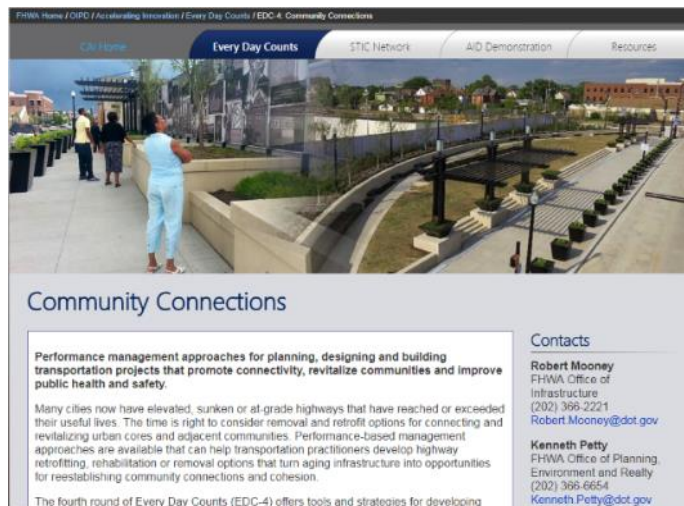 FHWA Home / OIPD / Accelerating Innovation / Every Day Counts / EDC-4: Community Connections
CAI Home
Every Day Counts
STIC Network
AID Demonstration
Resources
Community Connections
Performance management approaches for planning, designing and building
transportation projects that promote connectivity, revitalize communities and improve
public health and safety.
Many cities now have elevated, sunken or at-grade highways that have reached or exceeded
their useful lives. The time is right to consider removal and retrofit options for connecting and
revitalizing urban cores and adjacent communities. Performance-based management
approaches are available that can help transportation practitioners develop highway
retrofitting, rehabilitation or removal options that turn aging infrastructure into opportunities
for reestablishing community connections and cohesion.
The fourth round of Every Day Counts (EDC-4) offers tools and strategies for developing
Contacts
Robert Mooney
FHWA Office of
Infrastructure
(202) 366-2221
Robert.Mooney@dot.gov
Kenneth Petty
FHWA Office of Planning,
Environment and Realty
(202) 366-6654
Kenneth.Petty@dot.gov